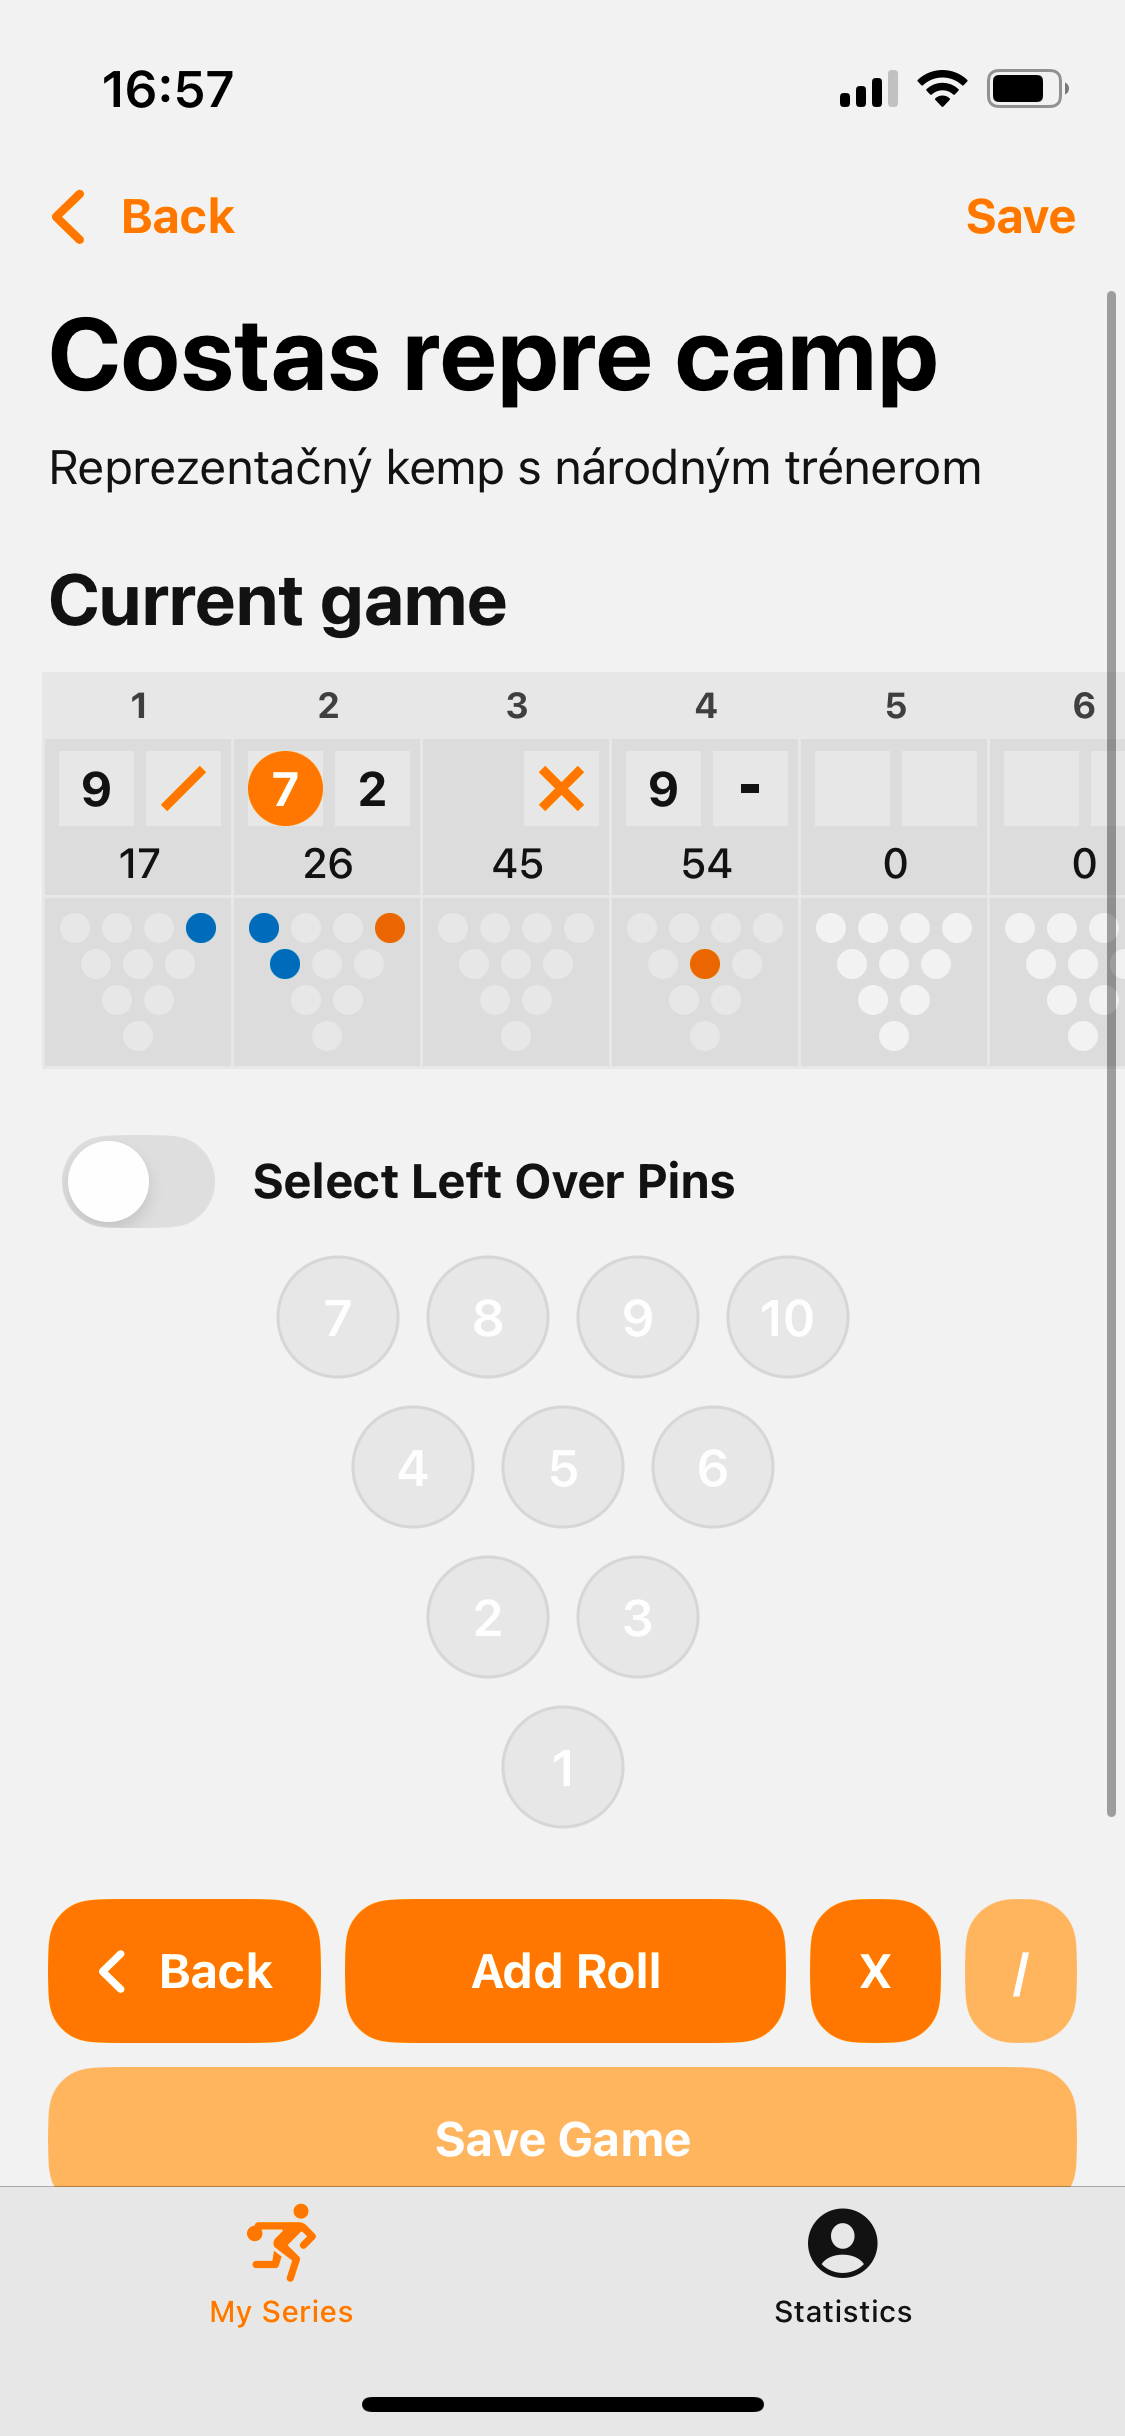 16:57
Back Save
Costas repre camp
Reprezentačný kemp s národným trénerom
Current game
1 2 3 4 5 6
9 / 7 2 X 9 -
17 26 45 54 0 0
Select Left Over Pins
7 8 9 10
4 5 6
2 3
1
Back Add Roll X /
Save Game
My Series Statistics